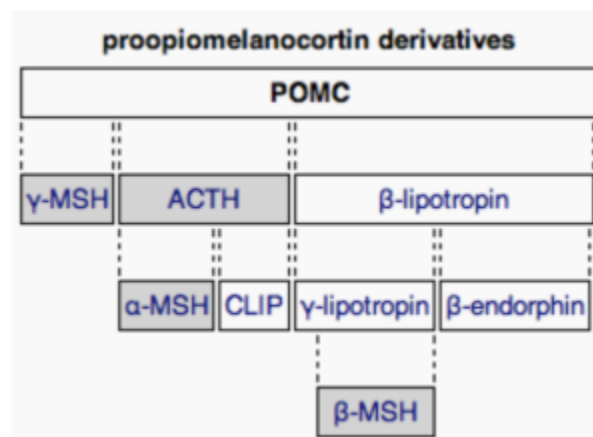 proopiomelanocortin derivatives
POMC
γ-MSH ACTH β-lipotropin
α-MSH CLIP γ-lipotropin β-endorphin
β-MSH